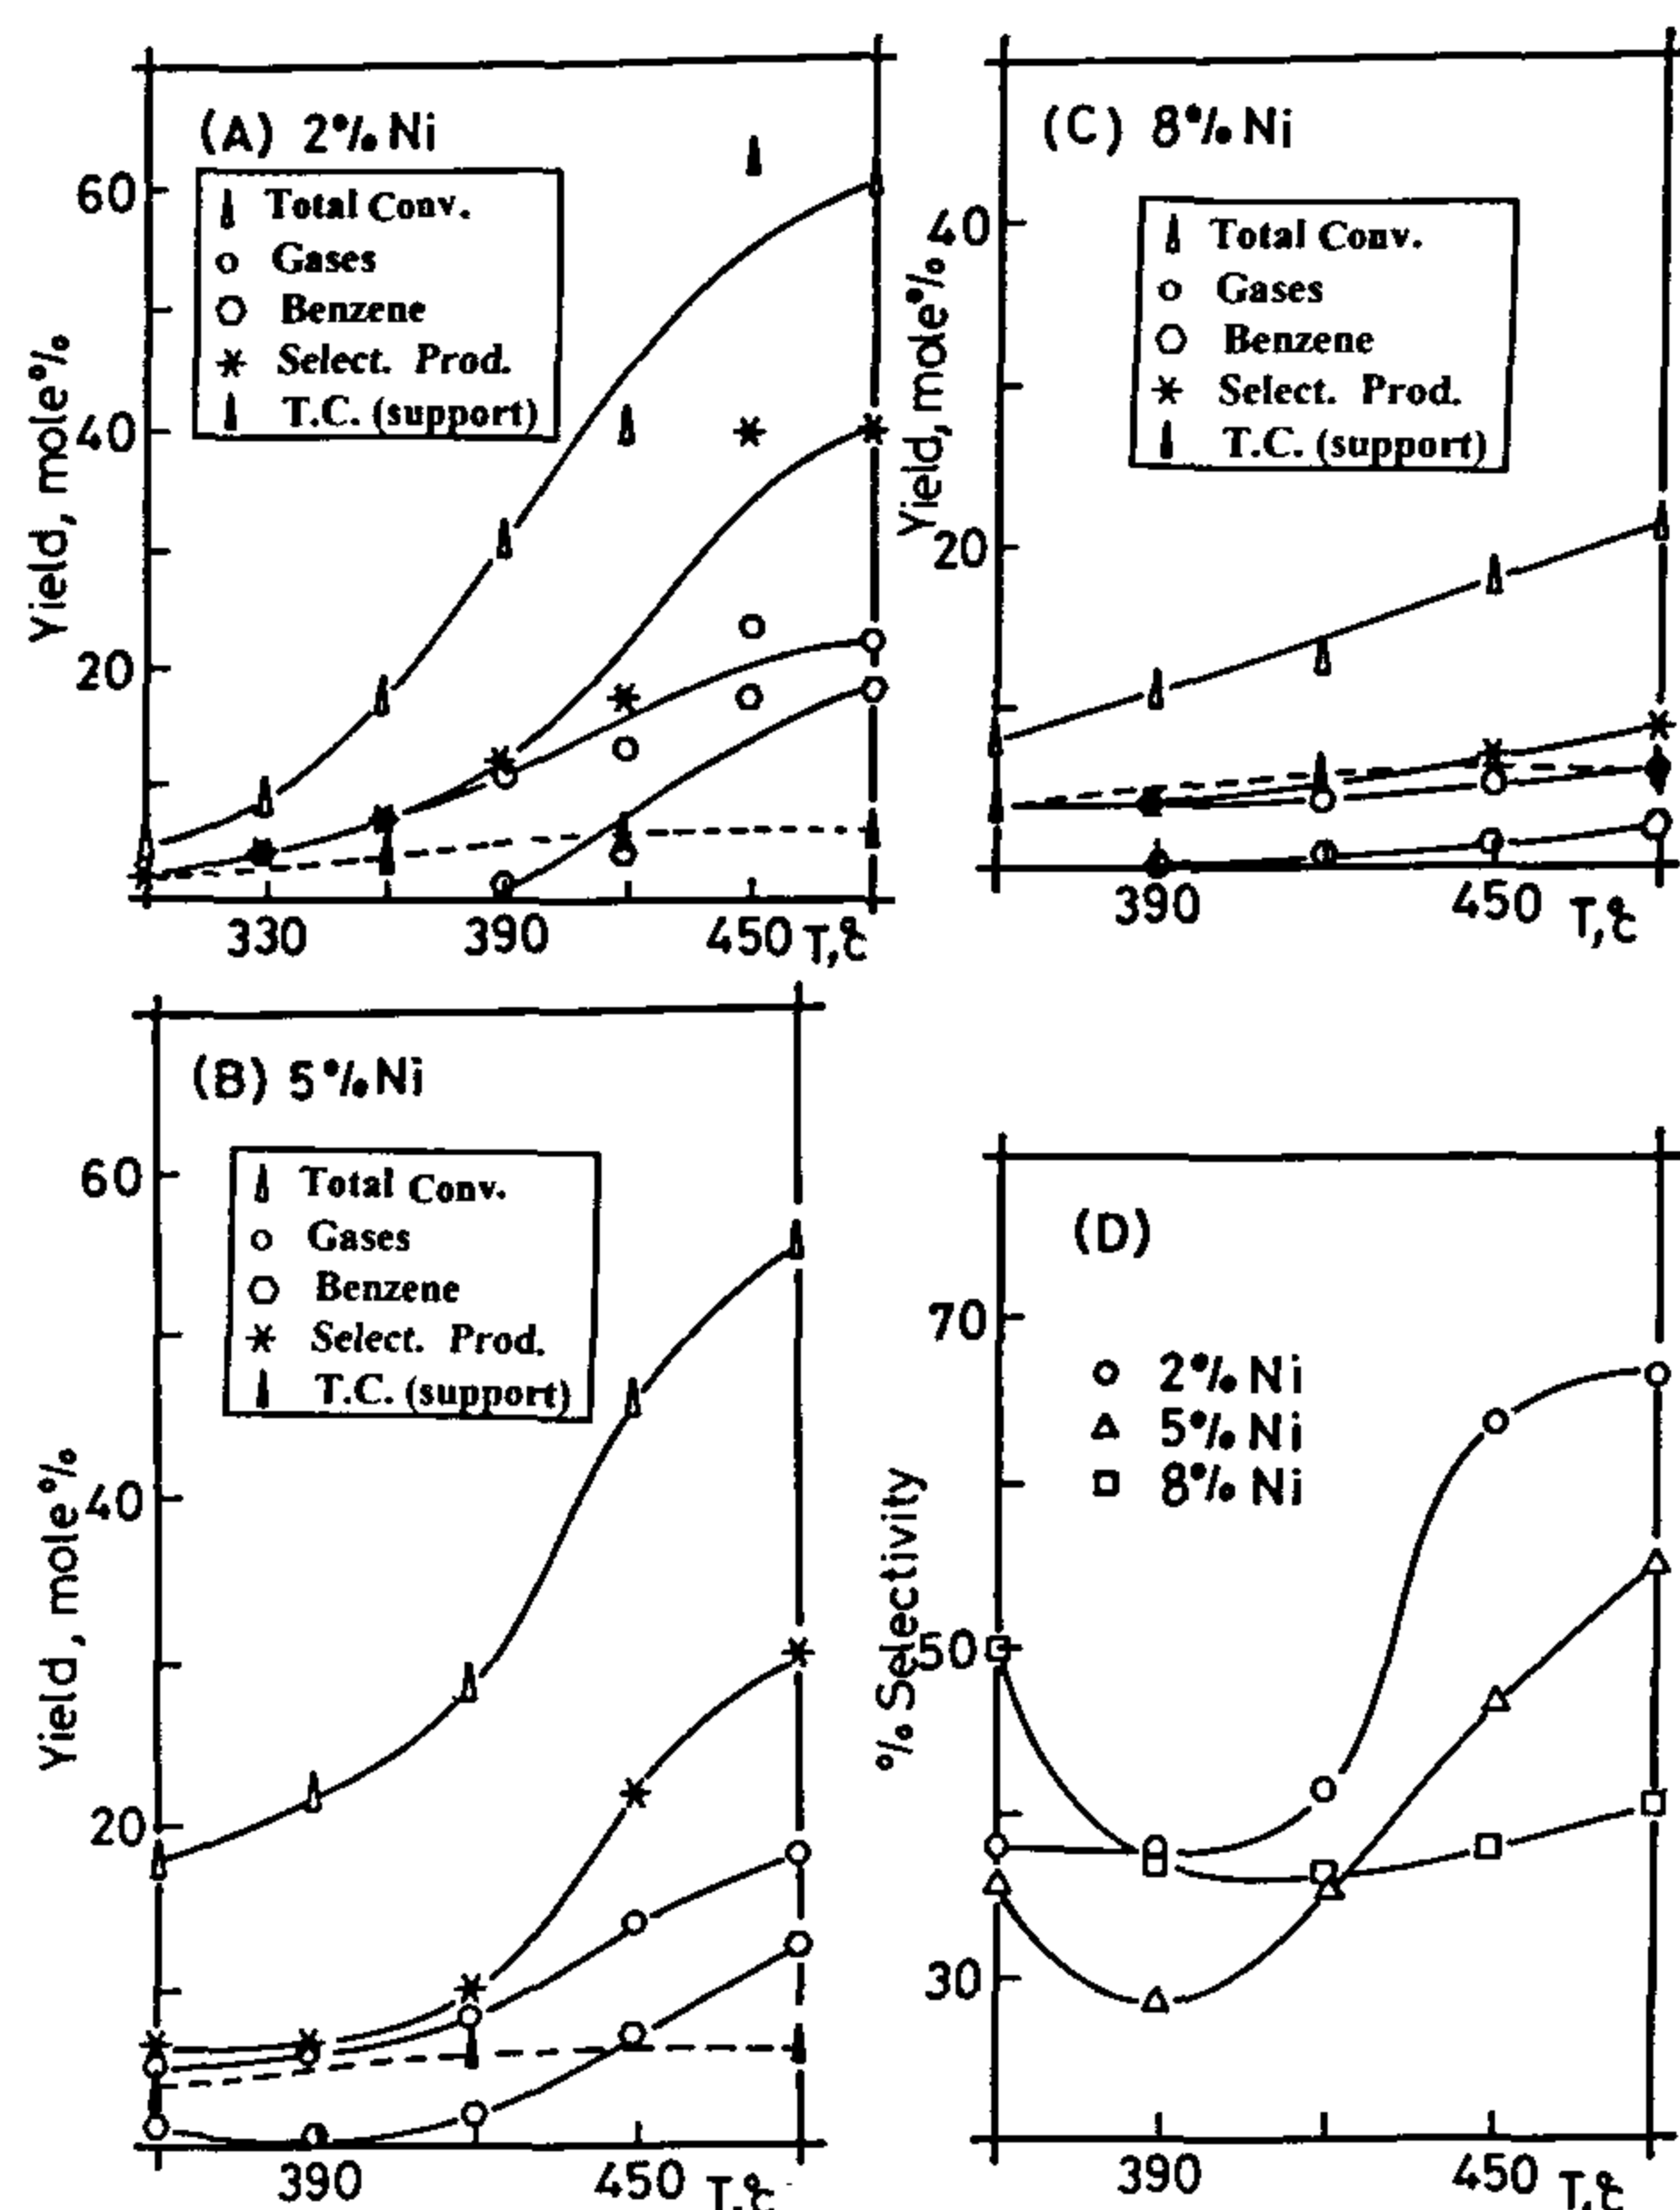 (A) 2% Ni
Total Conv.
Gases
Benzene
Select. Prod.
T.C. (support)
60
40
20
Yield, mole%
330
390
450
T,°C
(C) 8% Ni
Total Conv.
Gases
Benzene
Select. Prod.
T.C. (support)
40
20
Yield, mole%
390
450
T,°C
(B) 5% Ni
Total Conv.
Gases
Benzene
Select. Prod.
T.C. (support)
60
40
20
Yield, mole%
390
450
T,°C
(D)
2% Ni
5% Ni
8% Ni
70
50
30
% Selectivity
390
450
T,°C